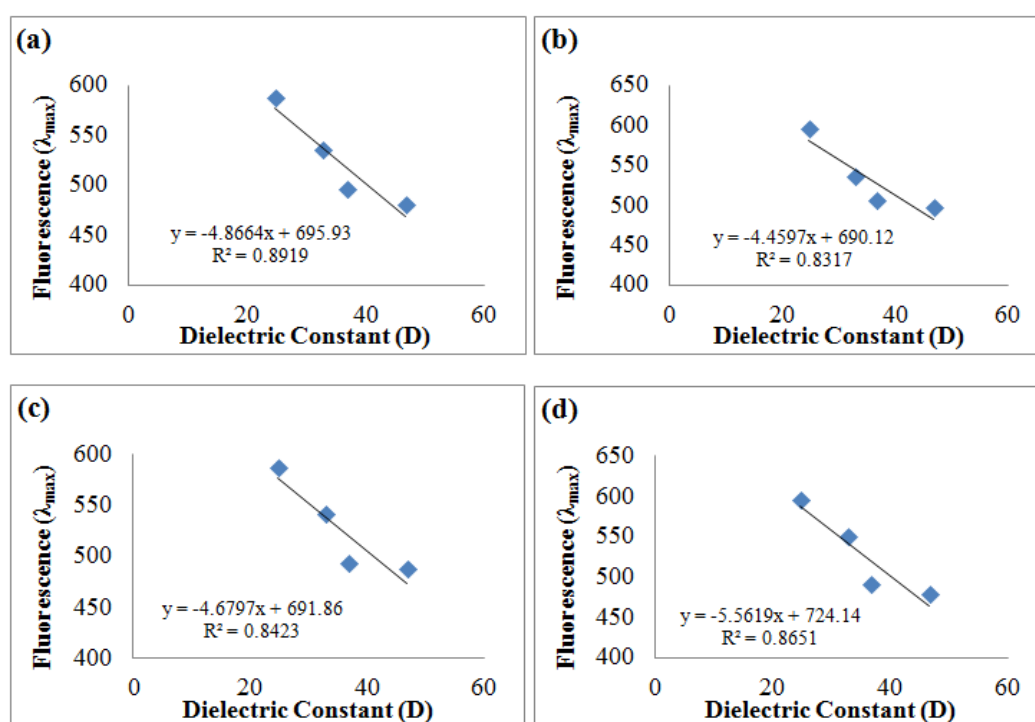 (a)
Fluorescence (λmax)
600
550
500
450
400
y = -4.8664x + 695.93
R² = 0.8919
0 20 40 60
Dielectric Constant (D)
(b)
Fluorescence (λmax)
650
600
550
500
450
400
y = -4.4597x + 690.12
R² = 0.8317
0 20 40 60
Dielectric Constant (D)
(c)
Fluorescence (λmax)
600
550
500
450
400
y = -4.6797x + 691.86
R² = 0.8423
0 20 40 60
Dielectric Constant (D)
(d)
Fluorescence (λmax)
650
600
550
500
450
400
y = -5.5619x + 724.14
R² = 0.8651
0 20 40 60
Dielectric Constant (D)